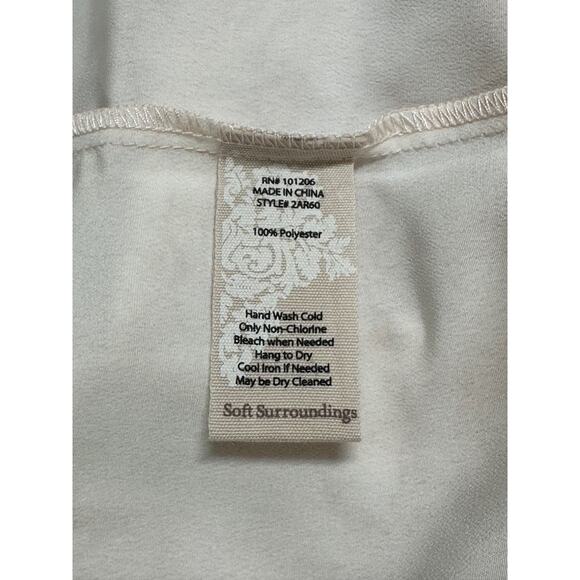 RN# 101206
MADE IN CHINA
STYLE# 2AR60
100% Polyester
Hand Wash Cold
Only Non-Chlorine
Bleach when Needed
Hang to Dry
Cool Iron if Needed
May be Dry Cleaned
Soft Surroundings